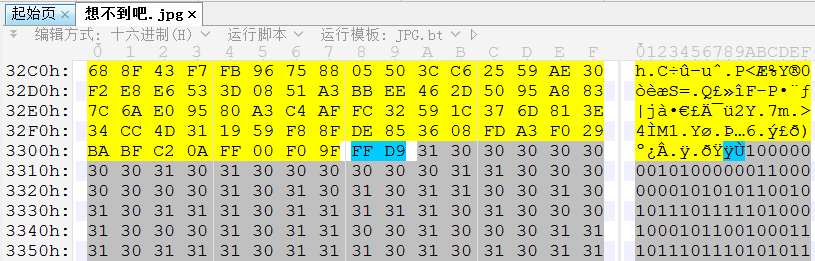 起始页 × 想不到吧.jpg ×
编辑方式: 十六进制(H) 运行脚本 运行模板: JPG.bt
0 1 2 3 4 5 6 7 8 9 A B C D E F 0123456789ABCDEF
32C0h: 68 8F 43 F7 FB 96 75 88 05 50 3C C6 25 59 AE 30 h.C÷û–uˆ.P<Æ%Y®0
32D0h: F2 E8 E6 53 3D 08 51 A3 BB EE 46 2D 50 95 A8 83 òèæS=.Q£»îF-P•¨ƒ
32E0h: 7C 6A E0 95 80 A3 C4 AF FC 32 59 1C 37 6D 81 3E |jà•€£Ä¯ü2Y.7m.>
32F0h: 34 CC 4D 31 19 59 F8 8F DE 85 36 08 FD A3 F0 29 4ÌM1.Yø.Þ…6.ý£ð)
3300h: BA BF C2 0A FF 00 F0 9F FF D9 31 30 30 30 30 30 º¿Â.ÿ.ðŸÿÙ100000
3310h: 30 30 31 30 31 30 30 30 30 30 30 31 31 30 30 30 0010100000011000
3320h: 30 30 30 30 31 30 31 30 31 31 30 30 31 30 31 30 0000101010110010
3330h: 31 30 31 31 31 30 31 31 31 31 30 31 30 30 30 30 1011101111101000
3340h: 31 30 30 30 31 30 31 31 30 30 31 30 30 30 31 31 1000101100100011
3350h: 31 30 31 31 31 30 31 30 31 31 31 30 31 30 30 30 1011101110101000